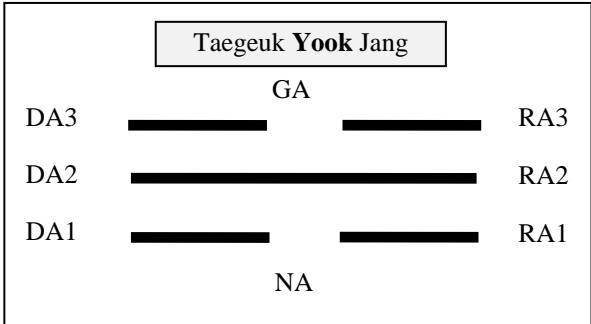 Taegeuk Yook Jang
GA
DA3 RA3
DA2 RA2
DA1 RA1
NA